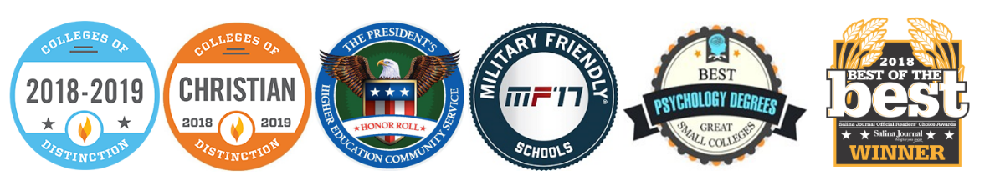 COLLEGES OF
2018-2019
DISTINCTION
COLLEGES OF
CHRISTIAN
2018 2019
DISTINCTION
THE PRESIDENT'S
HIGHER EDUCATION COMMUNITY SERVICE
HONOR ROLL
MILITARY FRIENDLY®
MF'17
SCHOOLS
BEST
PSYCHOLOGY DEGREES
GREAT
SMALL COLLEGES
2018
BEST OF THE
best
Salina Journal Official Readers' Choice Awards
Salina Journal
WINNER